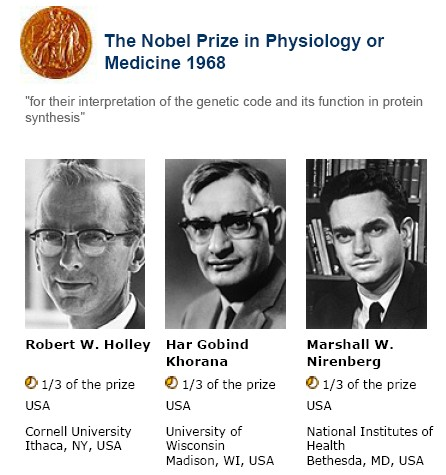 The Nobel Prize in Physiology or
Medicine 1968
"for their interpretation of the genetic code and its function in protein
synthesis"
Robert W. Holley
1/3 of the prize
USA
Cornell University
Ithaca, NY, USA
Har Gobind
Khorana
1/3 of the prize
USA
University of
Wisconsin
Madison, WI, USA
Marshall W.
Nirenberg
1/3 of the prize
USA
National Institutes of
Health
Bethesda, MD, USA